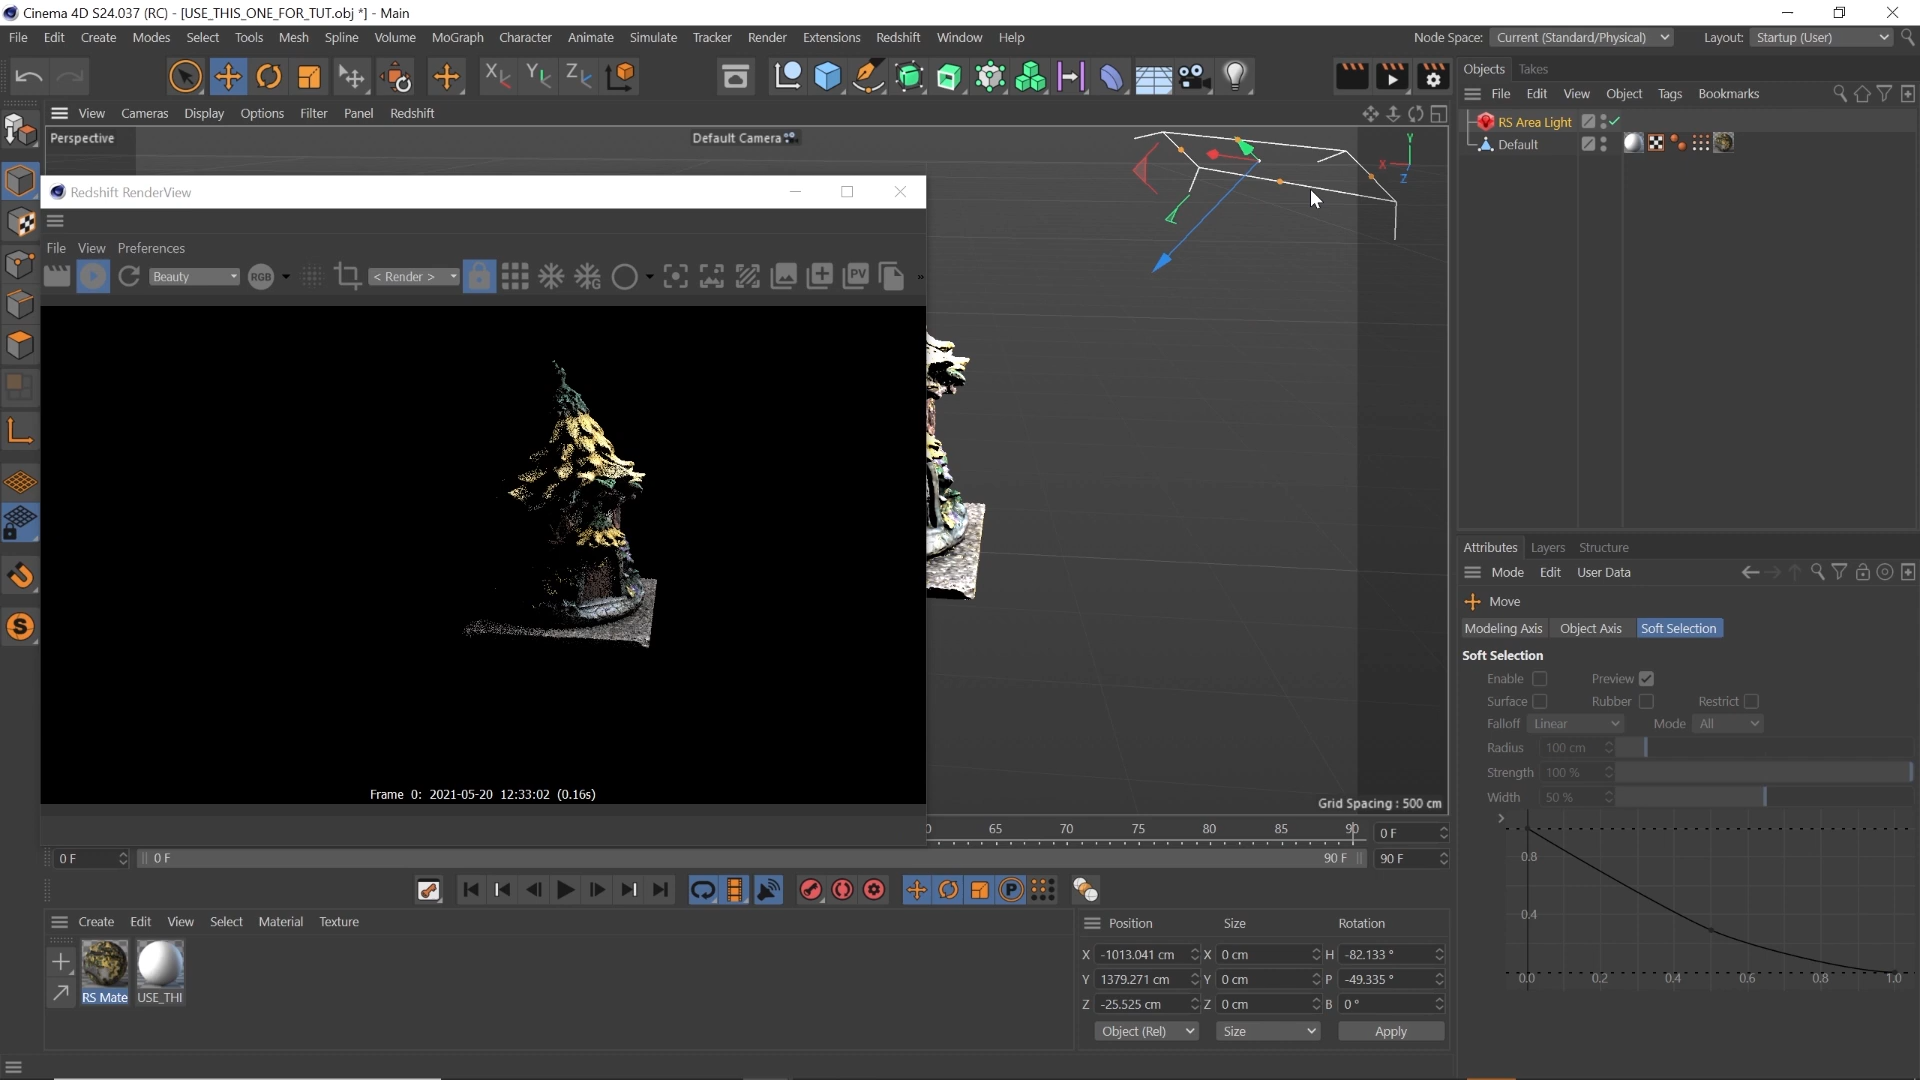 Cinema 4D S24.037 (RC) - [USE_THIS_ONE_FOR_TUT.obj *] - Main
File Edit Create Modes Select Tools Mesh Spline Volume MoGraph Character Animate Simulate Tracker Render Extensions Redshift Window Help
Node Space: Current (Standard/Physical) Layout: Startup (User)
Objects Takes
File Edit View Object Tags Bookmarks
View Cameras Display Options Filter Panel Redshift
Perspective
Default Camera
RS Area Light
Default
X Y Z
Redshift RenderView
File View Preferences
Beauty RGB < Render > PV
Frame 0: 2021-05-20 12:33:02 (0.16s)
Grid Spacing : 500 cm
65 70 75 80 85 90 0 F
0 F 0 F 90 F 90 F
Create Edit View Select Material Texture
RS Mate USE_THI
Position Size Rotation
X -1013.041 cm X 0 cm H -82.133 °
Y 1379.271 cm Y 0 cm P -49.335 °
Z -25.525 cm Z 0 cm B 0 °
Object (Rel) Size Apply
Attributes Layers Structure
Mode Edit User Data
Move
Modeling Axis Object Axis Soft Selection
Soft Selection
Enable Preview
Surface Rubber Restrict
Falloff Linear Mode All
Radius 100 cm
Strength 100 %
Width 50 %
0.8
0.4
0.0 0.2 0.4 0.6 0.8 1.0